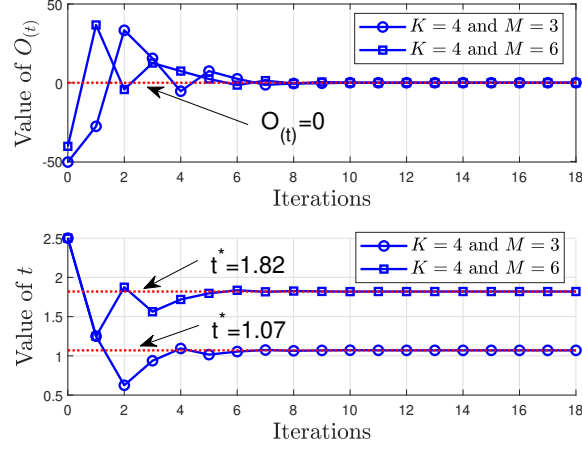 50
0
-50
Value of O(t)
K = 4 and M = 3
K = 4 and M = 6
O(t)=0
0 2 4 6 8 10 12 14 16 18
Iterations
2.5
2
1.5
1
0.5
Value of t
K = 4 and M = 3
K = 4 and M = 6
t*=1.82
t*=1.07
0 2 4 6 8 10 12 14 16 18
Iterations